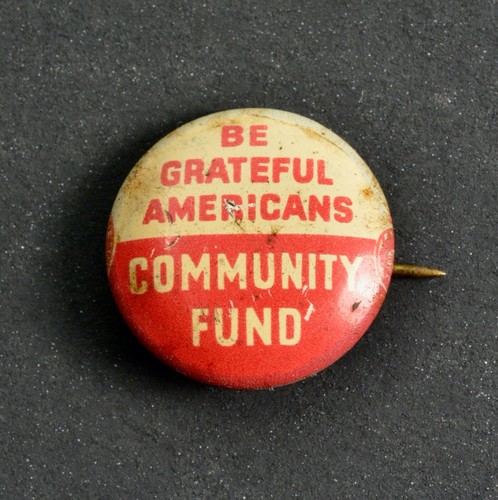 BE
GRATEFUL
AMERICANS
COMMUNITY
FUND